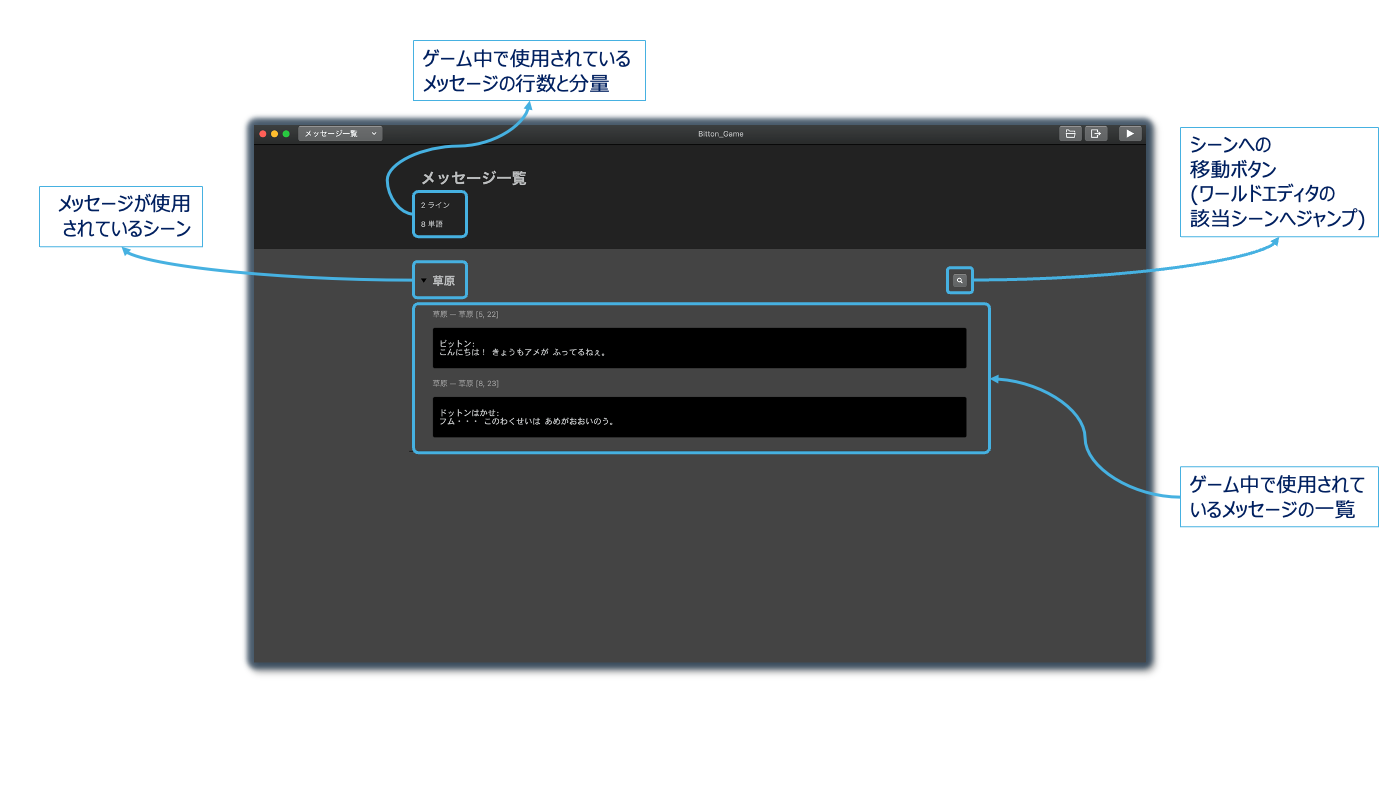 ゲーム中で使用されている
メッセージの行数と分量
メッセージ一覧
Bitton_Game
シーンへの
移動ボタン
(ワールドエディタの
該当シーンへジャンプ)
メッセージ一覧
メッセージが使用
されているシーン
2 ライン
8 単語
草原
草原 — 草原 [5, 22]
ビットン:
こんにちは！ きょうもアメが ふってるねぇ。
草原 — 草原 [8, 23]
ドットンはかせ:
フム・・・ このわくせいは あめがおおいのう。
ゲーム中で使用されて
いるメッセージの一覧